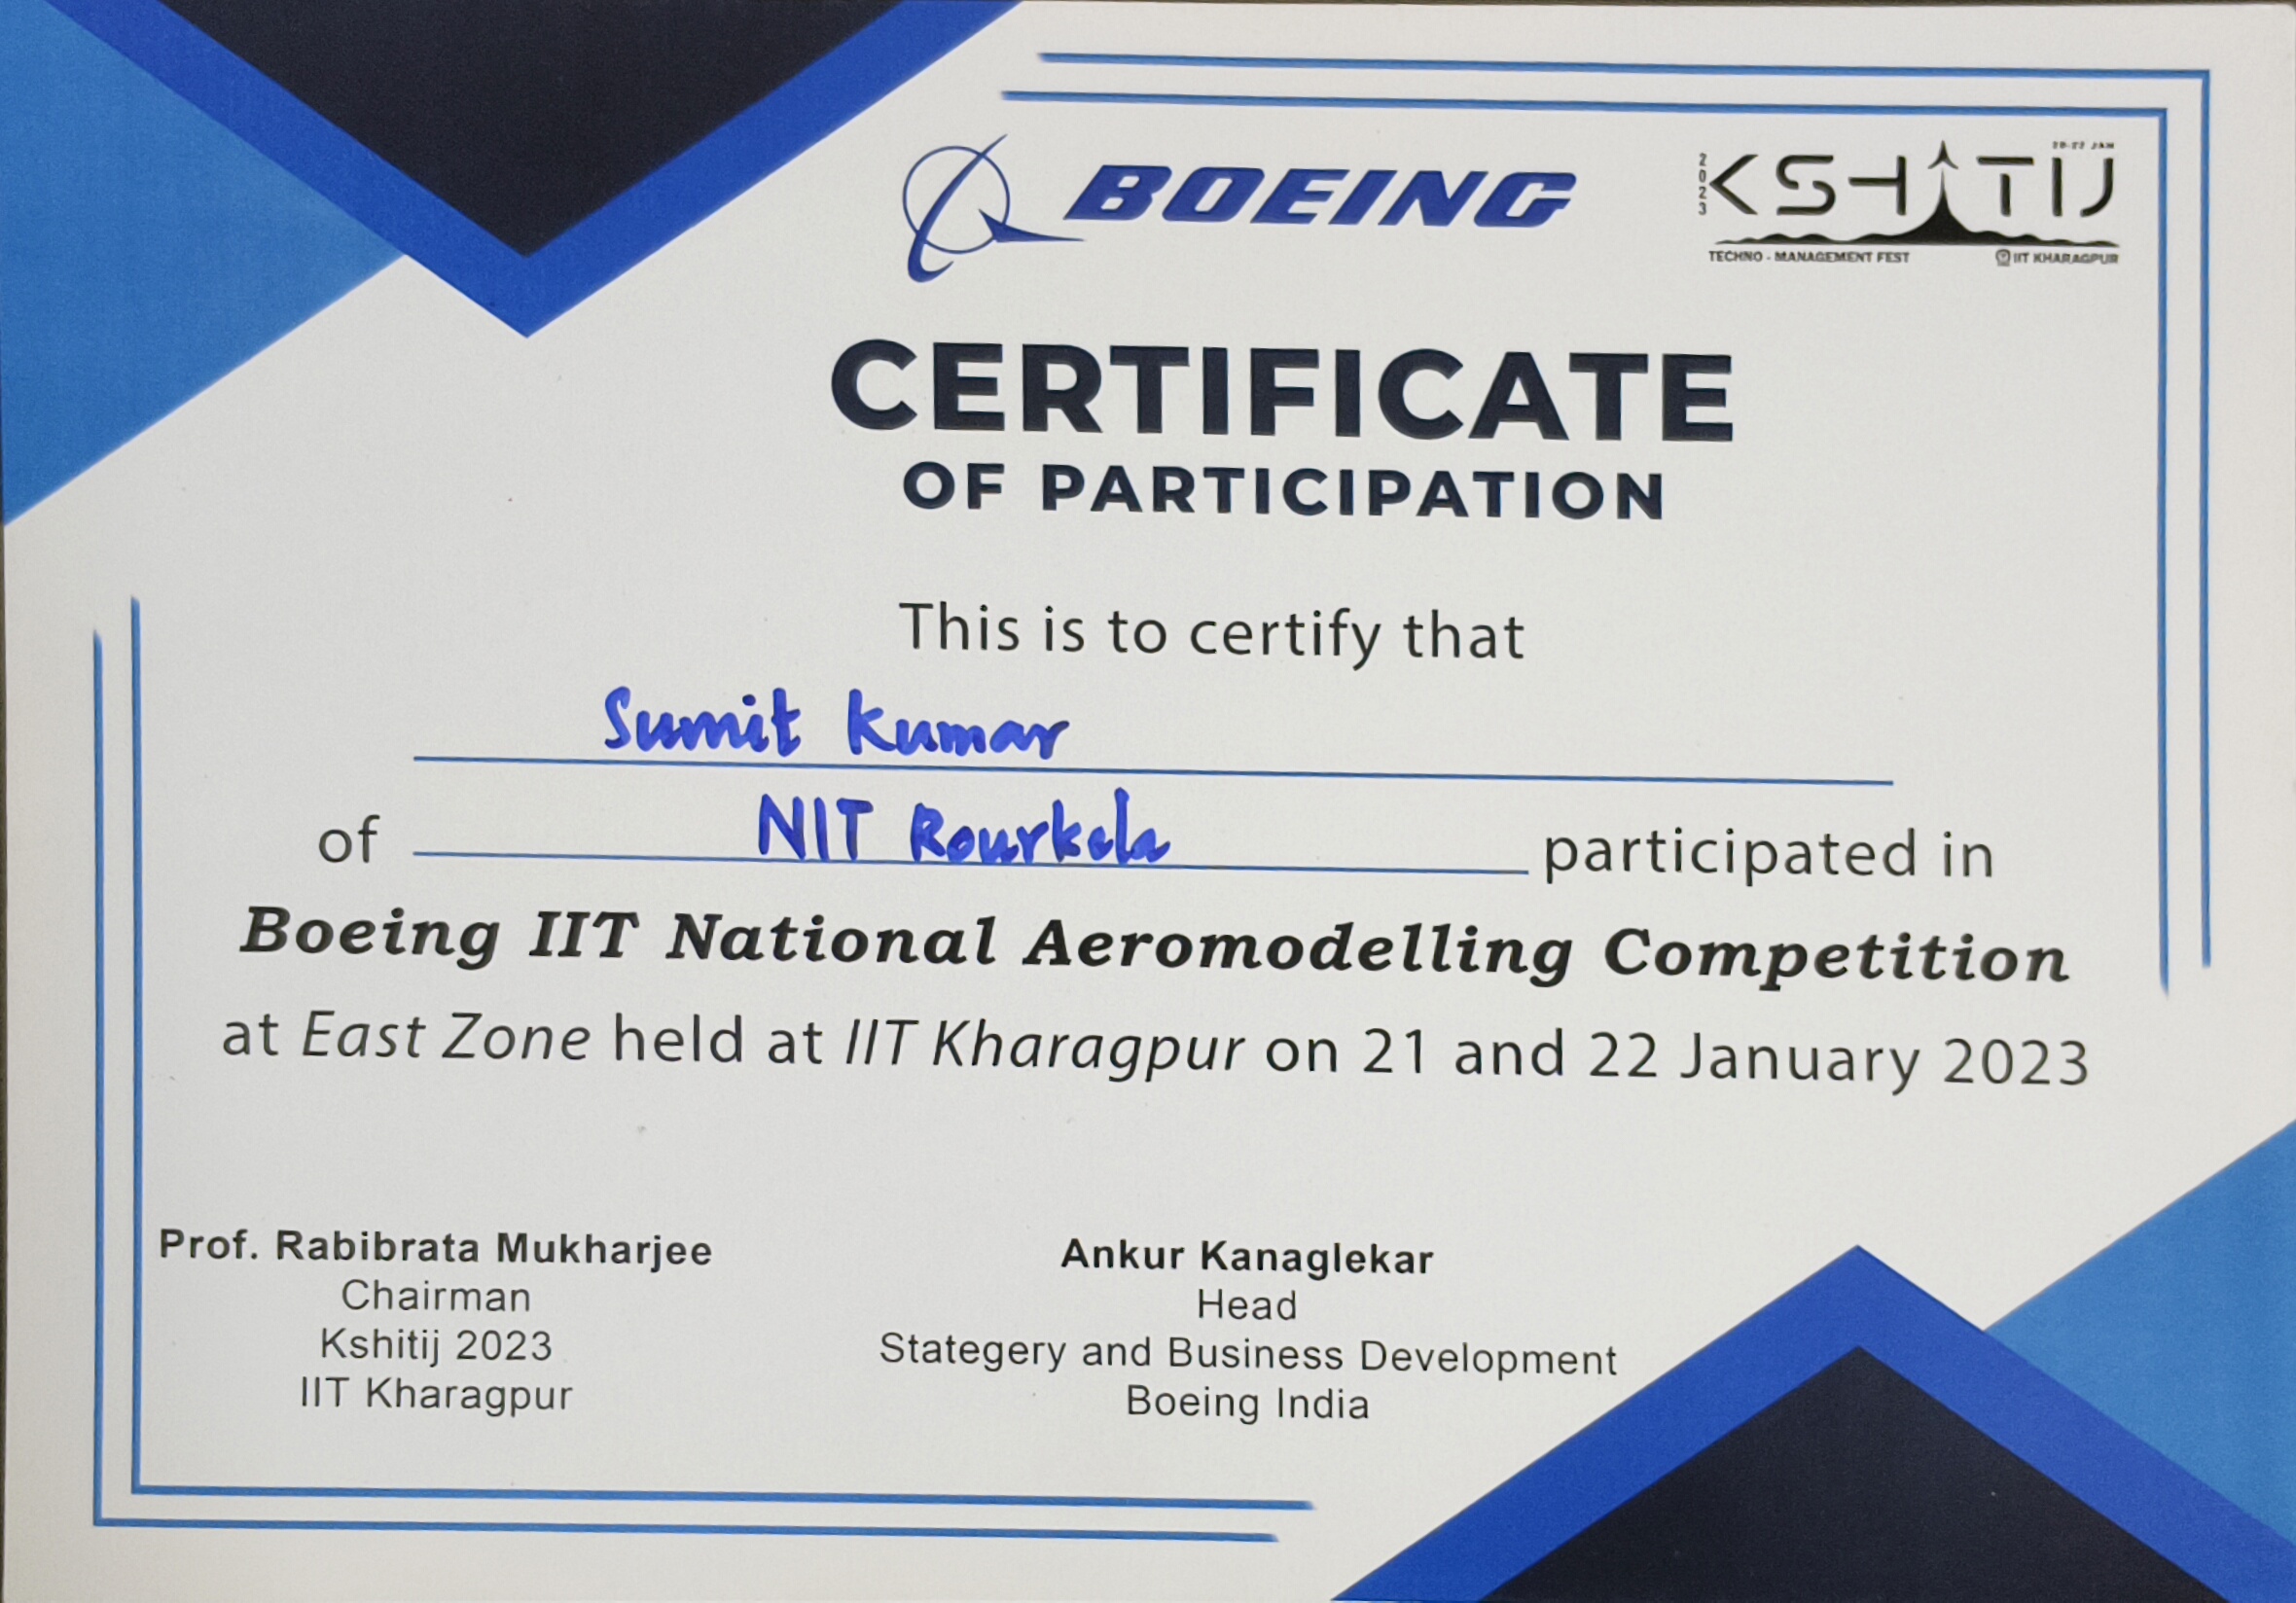 BOEING
2023 KSHITIJ 20-22 JAN
TECHNO - MANAGEMENT FEST IIT KHARAGPUR
CERTIFICATE
OF PARTICIPATION
This is to certify that
Sumit Kumar
of NIT Rourkela participated in
Boeing IIT National Aeromodelling Competition
at East Zone held at IIT Kharagpur on 21 and 22 January 2023
Prof. Rabibrata Mukharjee
Chairman
Kshitij 2023
IIT Kharagpur
Ankur Kanaglekar
Head
Stategery and Business Development
Boeing India